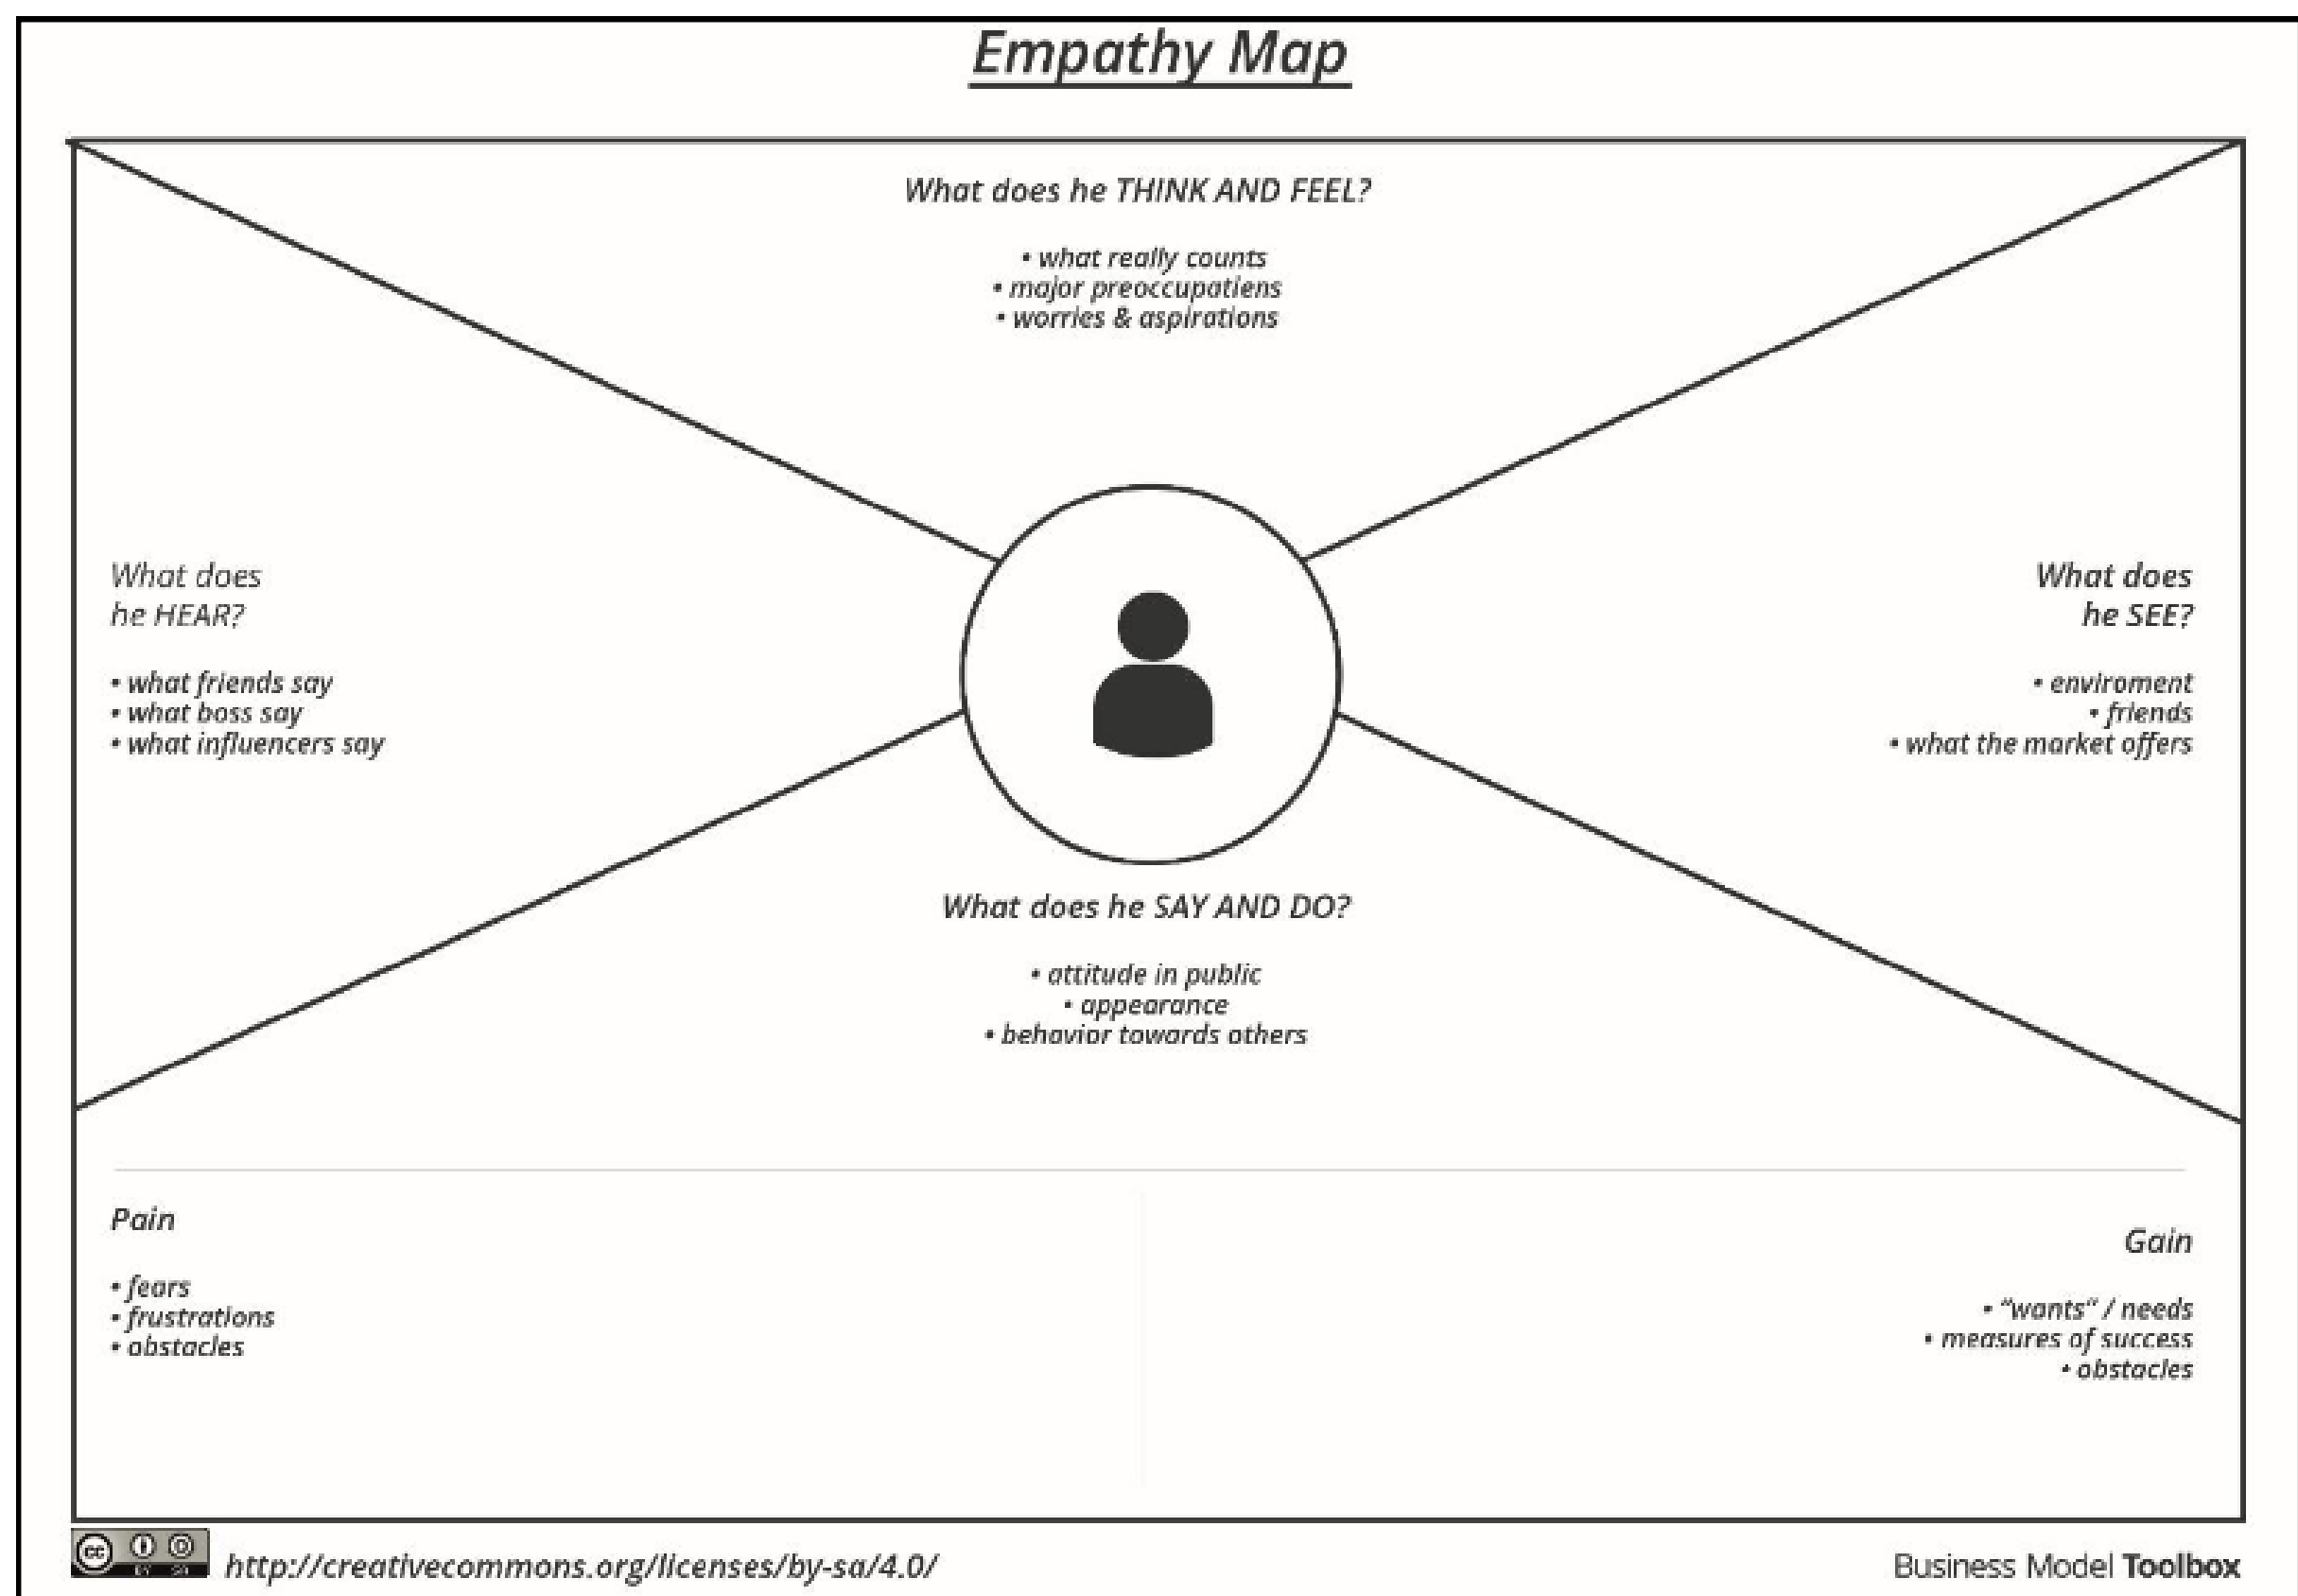 Empathy Map
What does he THINK AND FEEL?
• what really counts
• major preoccupatiens
• worries & aspirations
What does
he HEAR?
• what friends say
• what boss say
• what influencers say
What does
he SEE?
• enviroment
• friends
• what the market offers
What does he SAY AND DO?
• attitude in public
• appearance
• behavior towards others
Pain
• fears
• frustrations
• obstacles
Gain
• “wants” / needs
• measures of success
• obstacles
cc
BY SA
http://creativecommons.org/licenses/by-sa/4.0/
Business Model Toolbox